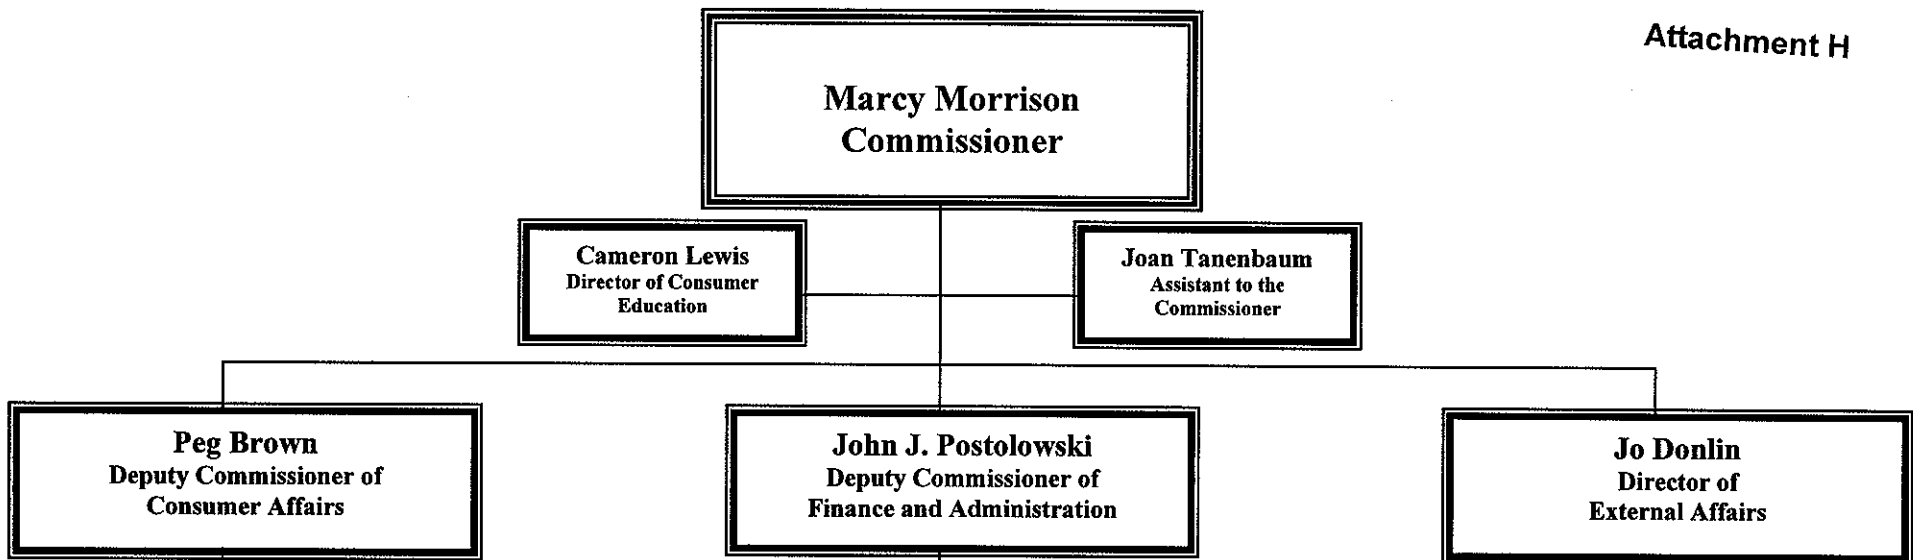 Attachment H
Marcy Morrison
Commissioner
Cameron Lewis
Director of Consumer
Education
Joan Tanenbaum
Assistant to the
Commissioner
Peg Brown
Deputy Commissioner of
Consumer Affairs
John J. Postolowski
Deputy Commissioner of
Finance and Administration
Jo Donlin
Director of
External Affairs